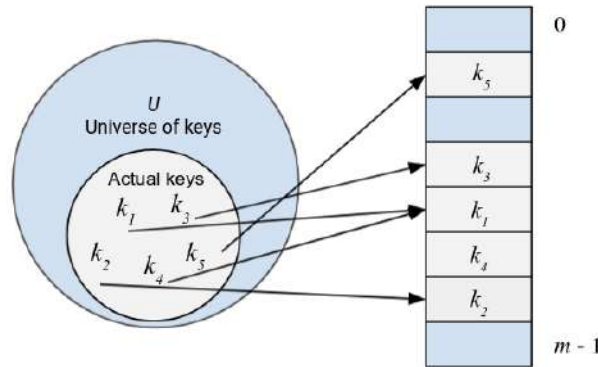 U
Universe of keys
Actual keys
k₁
k₃
k₂
k₄
k₅
0
k₅
k₃
k₁
k₄
k₂
m - 1